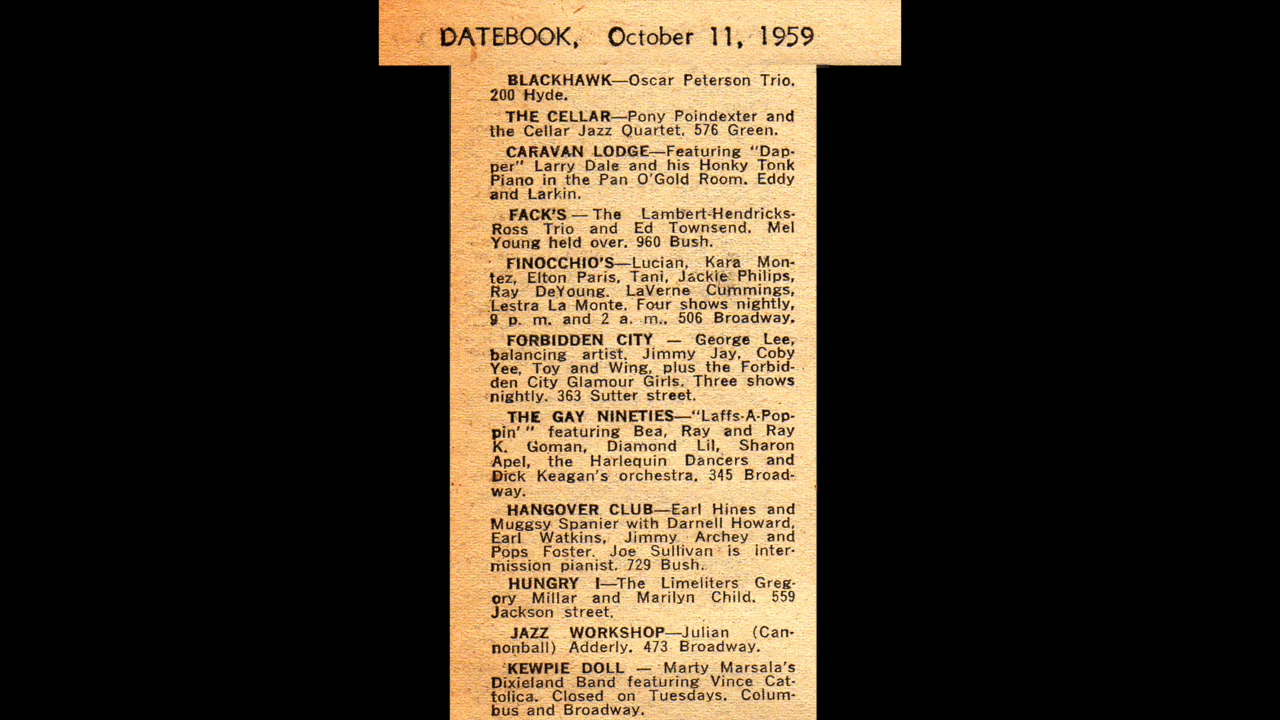 DATEBOOK, October 11, 1959
BLACKHAWK—Oscar Peterson Trio.
200 Hyde.
THE CELLAR—Pony Poindexter and
the Cellar Jazz Quartet. 576 Green.
CARAVAN LODGE—Featuring "Dap-
per" Larry Dale and his Honky Tonk
Piano in the Pan O'Gold Room. Eddy
and Larkin.
FACK'S — The Lambert-Hendricks-
Ross Trio and Ed Townsend. Mel
Young held over. 960 Bush.
FINOCCHIO'S—Lucian, Kara Mon-
tez, Elton Paris, Tani, Jackie Philips,
Ray DeYoung. LaVerne Cummings,
Lestra La Monte. Four shows nightly,
9 p. m. and 2 a. m.. 506 Broadway.
FORBIDDEN CITY — George Lee,
balancing artist. Jimmy Jay, Coby
Yee, Toy and Wing, plus the Forbid-
den City Glamour Girls. Three shows
nightly. 363 Sutter street.
THE GAY NINETIES—"Laffs-A-Pop-
pin' " featuring Bea, Ray and Ray
K. Goman, Diamond Lil, Sharon
Apel, the Harlequin Dancers and
Dick Keagan's orchestra. 345 Broad-
way.
HANGOVER CLUB—Earl Hines and
Muggsy Spanier with Darnell Howard,
Earl Watkins, Jimmy Archey and
Pops Foster. Joe Sullivan is inter-
mission pianist. 729 Bush.
HUNGRY I—The Limeliters Greg-
ory Millar and Marilyn Child. 559
Jackson street.
JAZZ WORKSHOP—Julian (Can-
nonball) Adderly. 473 Broadway.
KEWPIE DOLL — Marty Marsala's
Dixieland Band featuring Vince Cat-
tolica. Closed on Tuesdays. Colum-
bus and Broadway.